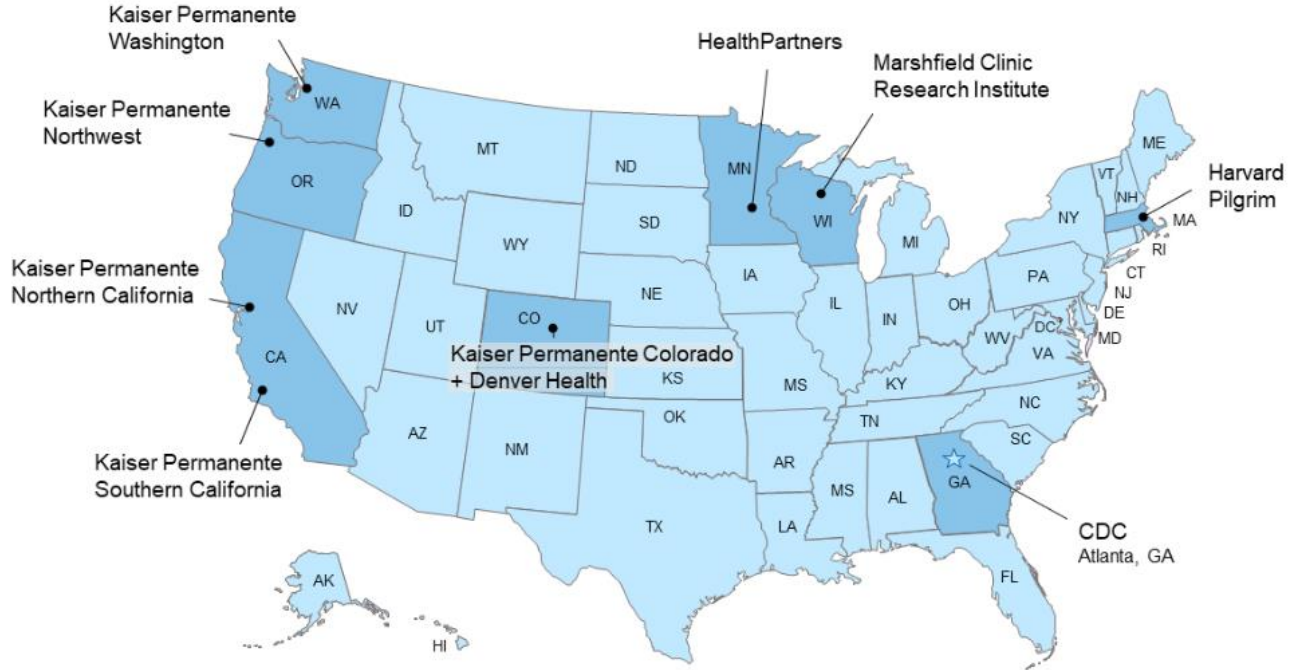 Kaiser Permanente
Washington
HealthPartners
Marshfield Clinic
Research Institute
Kaiser Permanente
Northwest
Harvard
Pilgrim
Kaiser Permanente
Northern California
Kaiser Permanente Colorado
+ Denver Health
Kaiser Permanente
Southern California
CDC
Atlanta, GA
WA
OR
CA
ID
NV
MT
WY
UT
CO
AZ
NM
ND
SD
NE
KS
OK
TX
MN
IA
MS
AR
LA
WI
IL
MI
IN
OH
KY
TN
MS
AL
GA
FL
SC
NC
VA
WV
DC
PA
NY
VT
NH
ME
MA
RI
CT
NJ
DE
MD
AK
HI